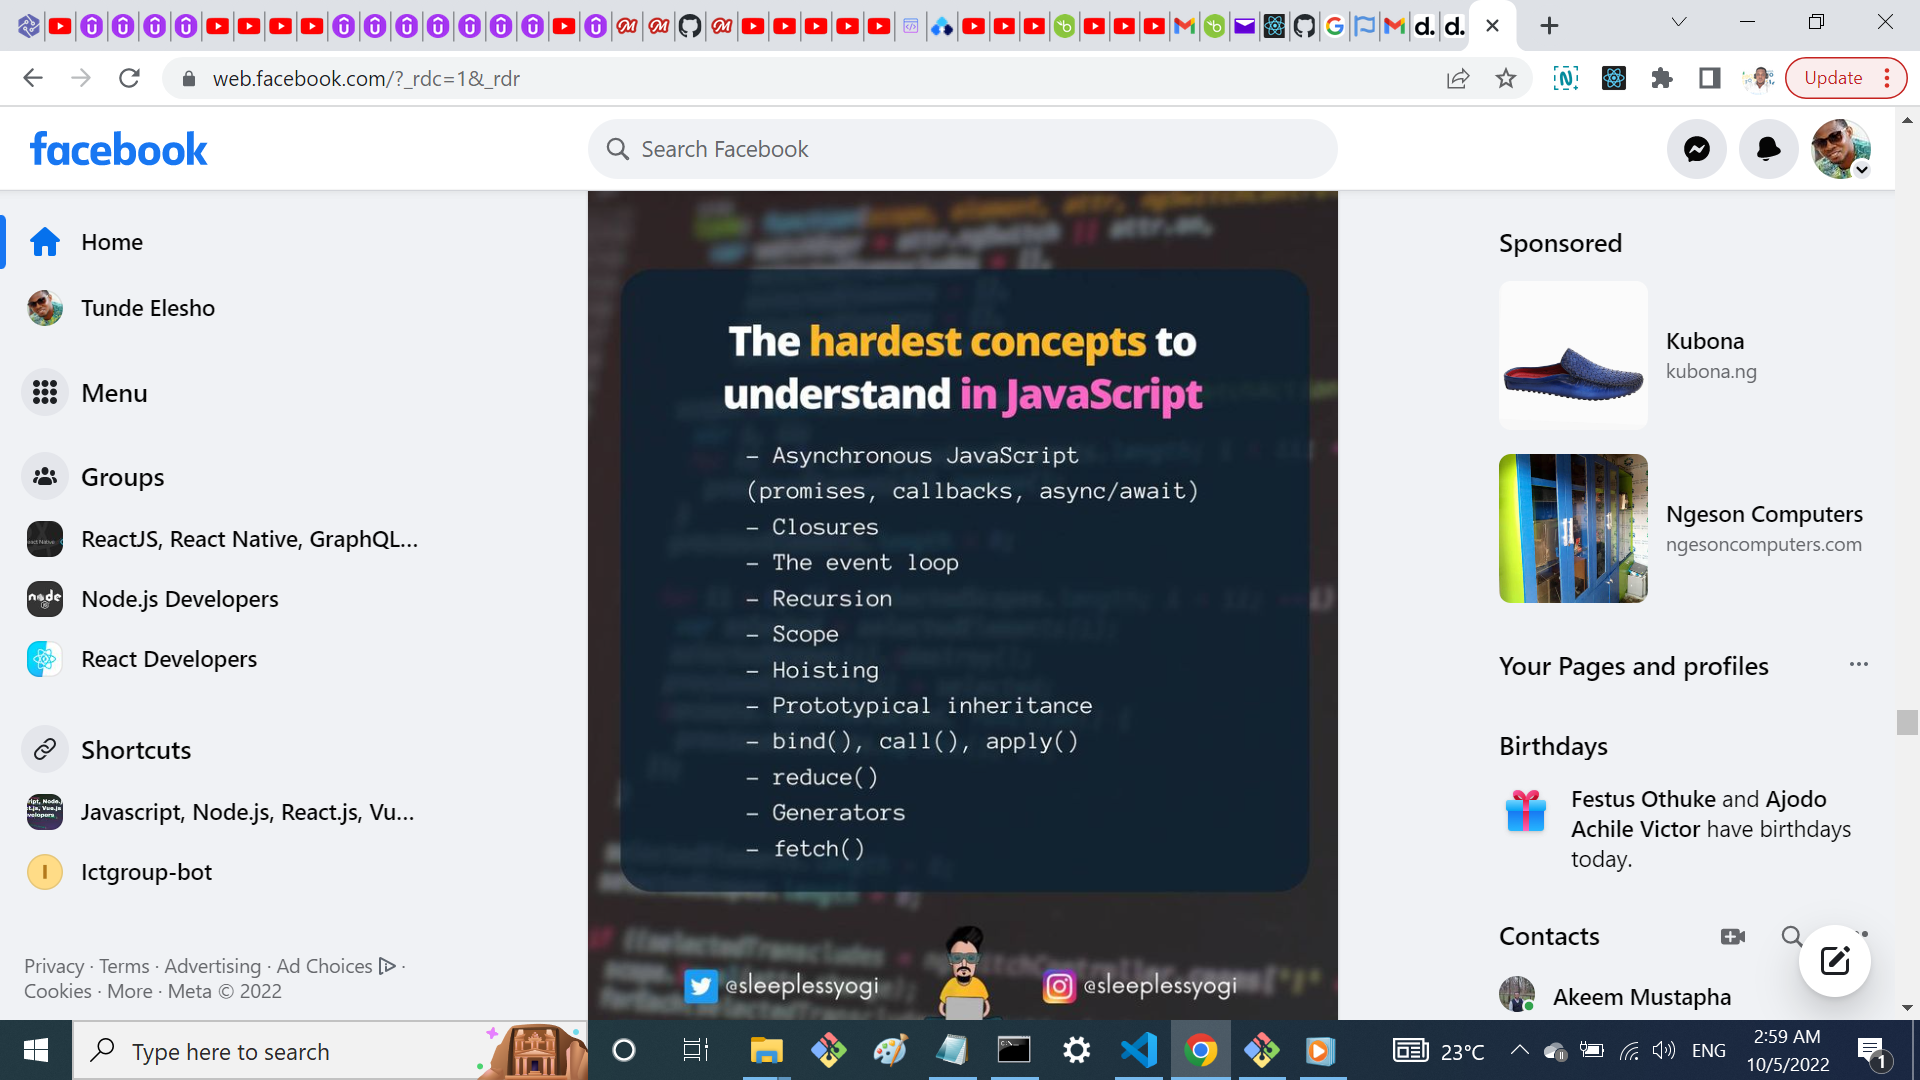 web.facebook.com/?_rdc=1&_rdr
Update
facebook
Search Facebook
Home
Tunde Elesho
Menu
Groups
ReactJS, React Native, GraphQL...
Node.js Developers
React Developers
Shortcuts
Javascript, Node.js, React.js, Vu...
Ictgroup-bot
Privacy · Terms · Advertising · Ad Choices ·
Cookies · More · Meta © 2022
The hardest concepts to
understand in JavaScript
- Asynchronous JavaScript
(promises, callbacks, async/await)
- Closures
- The event loop
- Recursion
- Scope
- Hoisting
- Prototypical inheritance
- bind(), call(), apply()
- reduce()
- Generators
- fetch()
@sleeplessyogi
@sleeplessyogi
Sponsored
Kubona
kubona.ng
Ngeson Computers
ngesoncomputers.com
Your Pages and profiles
Birthdays
Festus Othuke and Ajodo
Achile Victor have birthdays
today.
Contacts
Akeem Mustapha
Type here to search
23°C
ENG
2:59 AM
10/5/2022
1